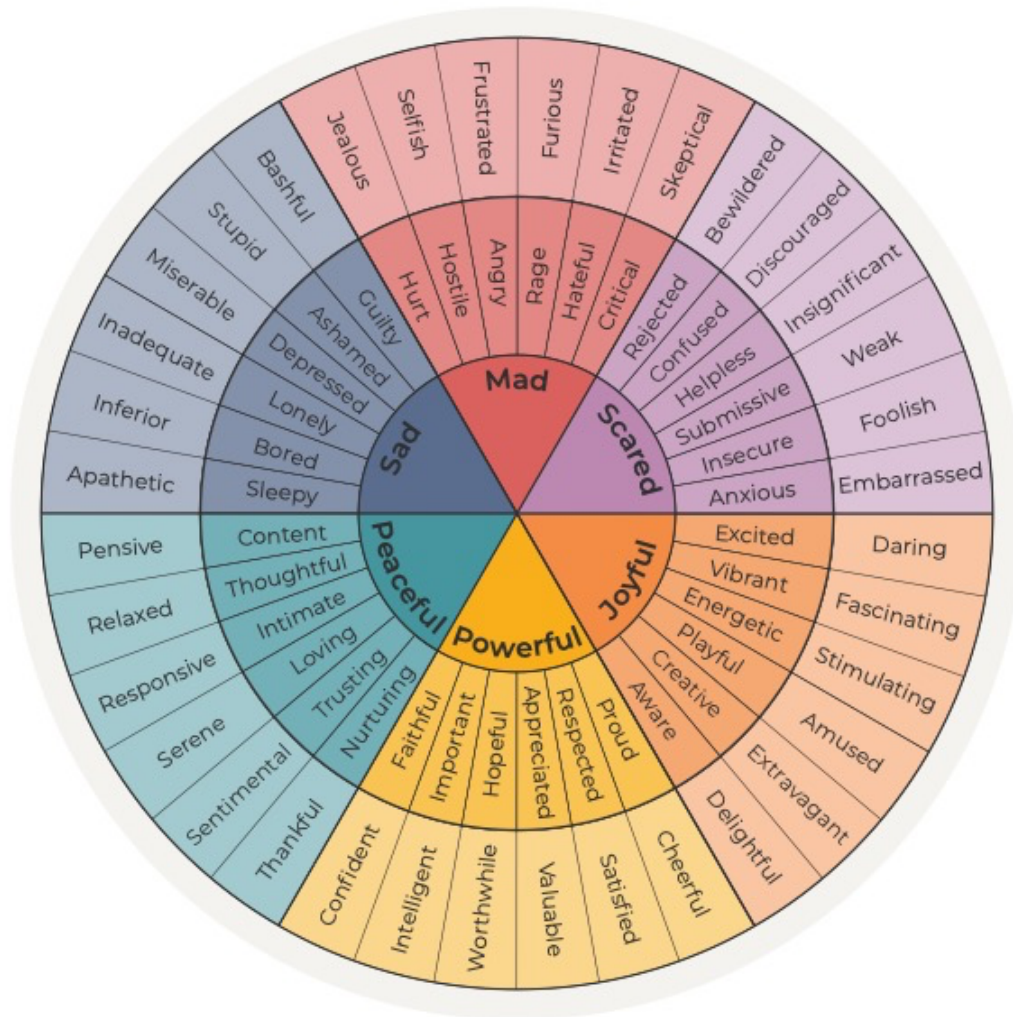 Mad
Scared
Joyful
Powerful
Peaceful
Sad
Hurt
Hostile
Angry
Rage
Hateful
Critical
Rejected
Confused
Helpless
Submissive
Insecure
Anxious
Excited
Vibrant
Energetic
Playful
Creative
Aware
Proud
Respected
Appreciated
Hopeful
Important
Faithful
Nurturing
Trusting
Loving
Intimate
Thoughtful
Content
Sleepy
Bored
Lonely
Depressed
Ashamed
Guilty
Jealous
Selfish
Frustrated
Furious
Irritated
Skeptical
Bewildered
Discouraged
Insignificant
Weak
Foolish
Embarrassed
Daring
Fascinating
Stimulating
Amused
Extravagant
Delightful
Cheerful
Satisfied
Valuable
Worthwhile
Intelligent
Confident
Thankful
Sentimental
Serene
Responsive
Relaxed
Pensive
Apathetic
Inferior
Inadequate
Miserable
Stupid
Bashful